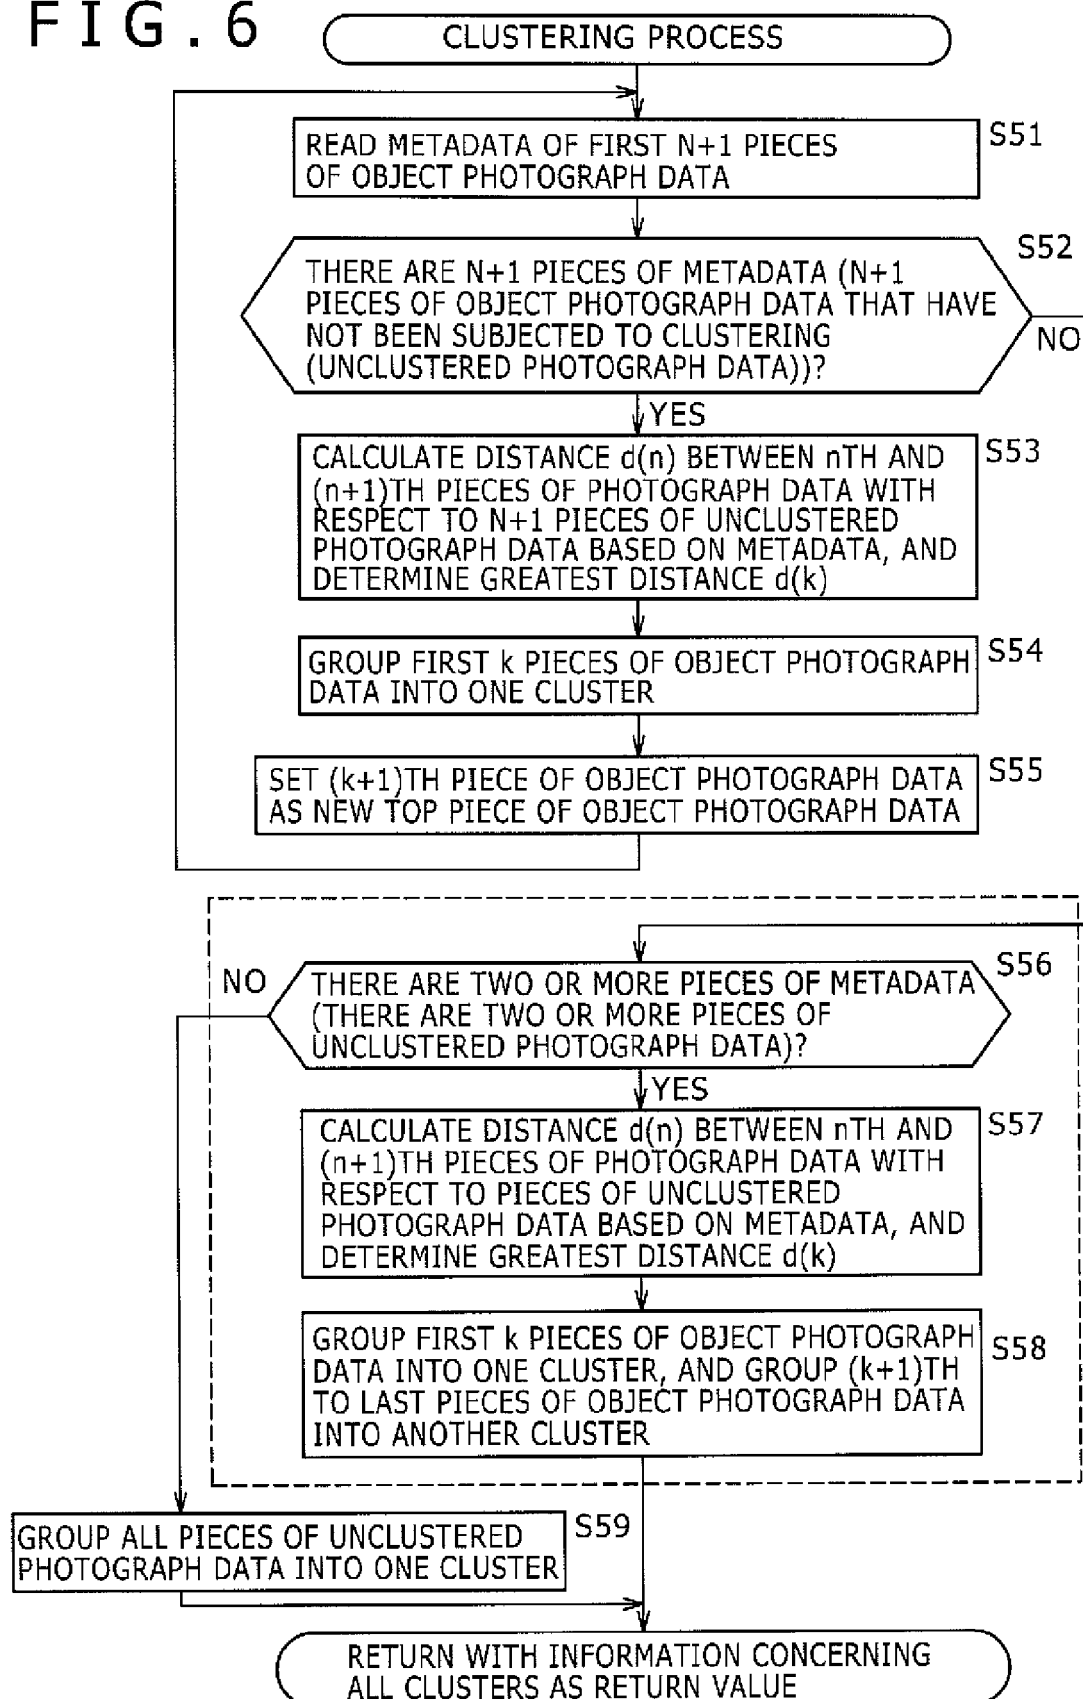 FIG.6
CLUSTERING PROCESS
READ METADATA OF FIRST N+1 PIECES
OF OBJECT PHOTOGRAPH DATA
S51
THERE ARE N+1 PIECES OF METADATA (N+1
PIECES OF OBJECT PHOTOGRAPH DATA THAT HAVE
NOT BEEN SUBJECTED TO CLUSTERING
(UNCLUSTERED PHOTOGRAPH DATA))?
S52
NO
YES
CALCULATE DISTANCE d(n) BETWEEN nTH AND
(n+1)TH PIECES OF PHOTOGRAPH DATA WITH
RESPECT TO N+1 PIECES OF UNCLUSTERED
PHOTOGRAPH DATA BASED ON METADATA, AND
DETERMINE GREATEST DISTANCE d(k)
S53
GROUP FIRST k PIECES OF OBJECT PHOTOGRAPH
DATA INTO ONE CLUSTER
S54
SET (k+1)TH PIECE OF OBJECT PHOTOGRAPH DATA
AS NEW TOP PIECE OF OBJECT PHOTOGRAPH DATA
S55
NO
THERE ARE TWO OR MORE PIECES OF METADATA
(THERE ARE TWO OR MORE PIECES OF
UNCLUSTERED PHOTOGRAPH DATA)?
S56
YES
CALCULATE DISTANCE d(n) BETWEEN nTH AND
(n+1)TH PIECES OF PHOTOGRAPH DATA WITH
RESPECT TO PIECES OF UNCLUSTERED
PHOTOGRAPH DATA BASED ON METADATA, AND
DETERMINE GREATEST DISTANCE d(k)
S57
GROUP FIRST k PIECES OF OBJECT PHOTOGRAPH
DATA INTO ONE CLUSTER, AND GROUP (k+1)TH
TO LAST PIECES OF OBJECT PHOTOGRAPH DATA
INTO ANOTHER CLUSTER
S58
GROUP ALL PIECES OF UNCLUSTERED
PHOTOGRAPH DATA INTO ONE CLUSTER
S59
RETURN WITH INFORMATION CONCERNING
ALL CLUSTERS AS RETURN VALUE